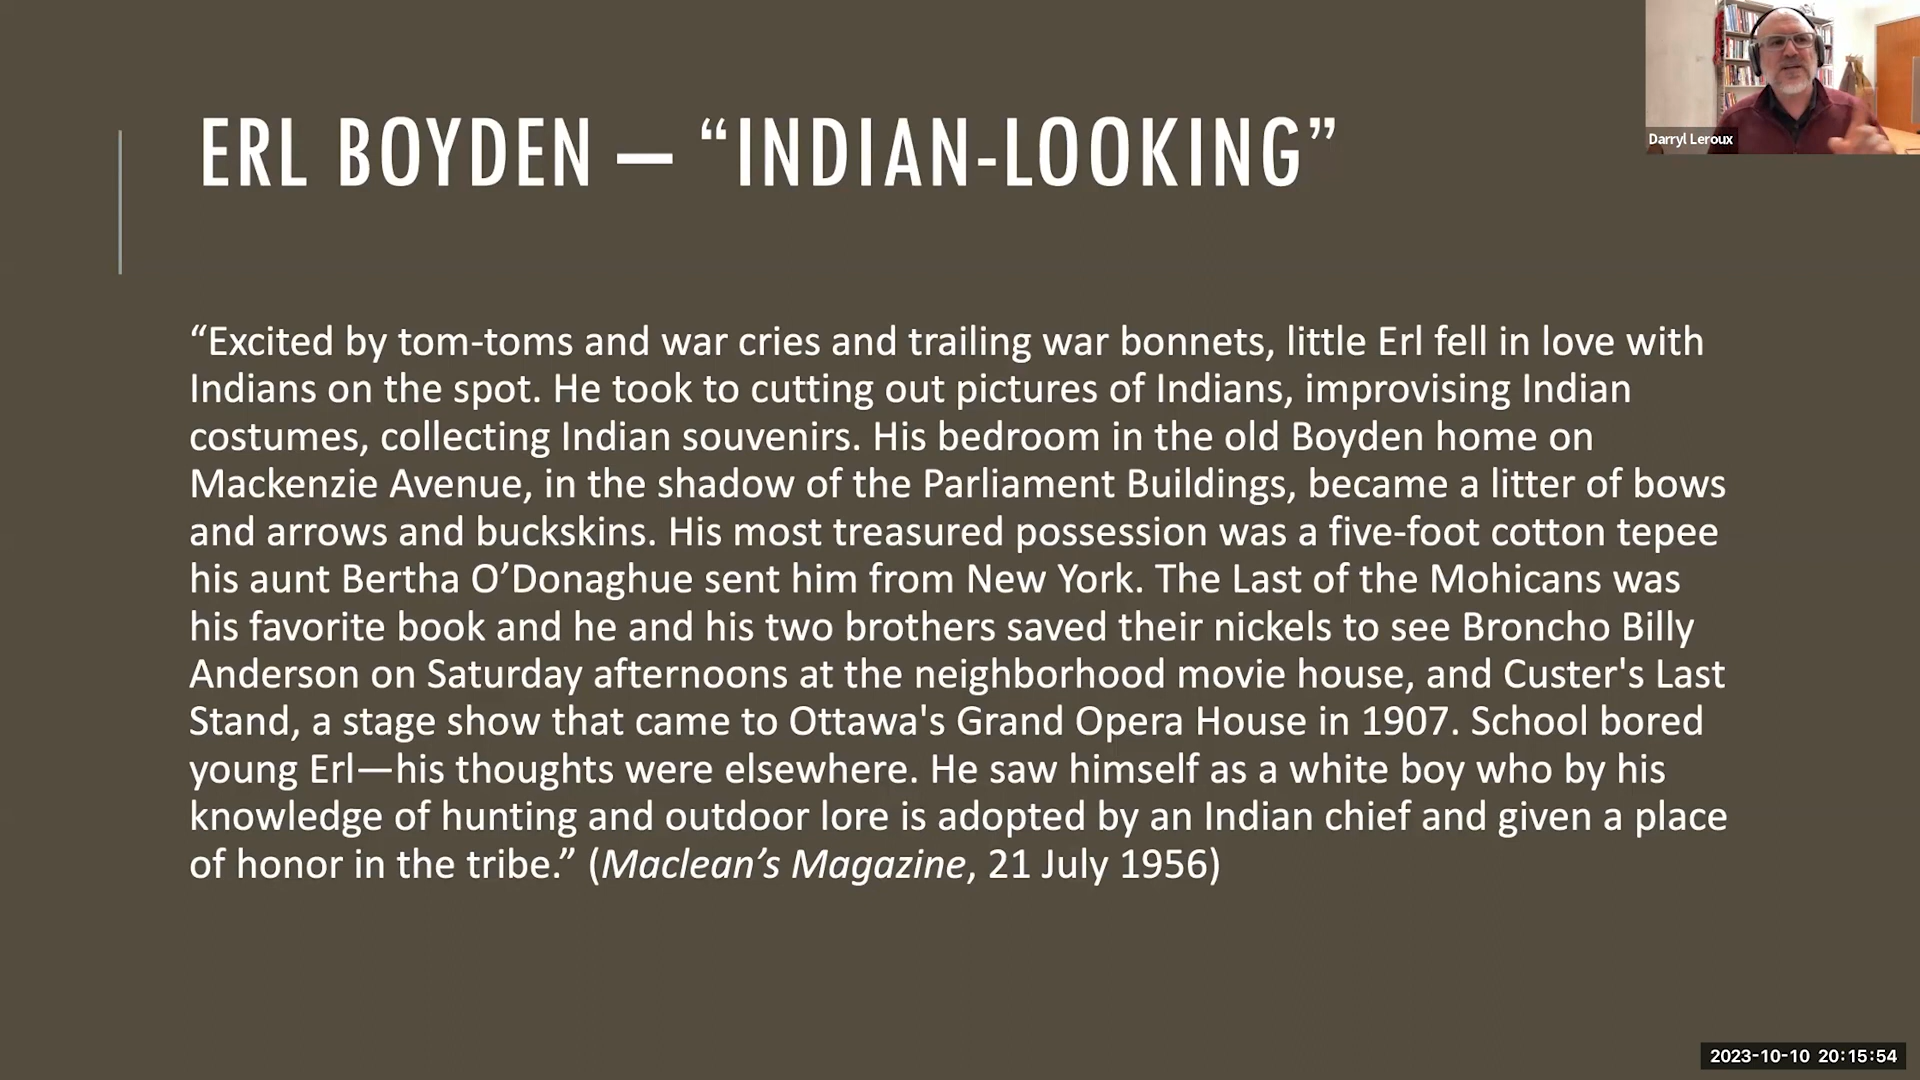 ERL BOYDEN — “INDIAN-LOOKING”
Darryl Leroux
“Excited by tom-toms and war cries and trailing war bonnets, little Erl fell in love with
Indians on the spot. He took to cutting out pictures of Indians, improvising Indian
costumes, collecting Indian souvenirs. His bedroom in the old Boyden home on
Mackenzie Avenue, in the shadow of the Parliament Buildings, became a litter of bows
and arrows and buckskins. His most treasured possession was a five-foot cotton tepee
his aunt Bertha O’Donaghue sent him from New York. The Last of the Mohicans was
his favorite book and he and his two brothers saved their nickels to see Broncho Billy
Anderson on Saturday afternoons at the neighborhood movie house, and Custer's Last
Stand, a stage show that came to Ottawa's Grand Opera House in 1907. School bored
young Erl—his thoughts were elsewhere. He saw himself as a white boy who by his
knowledge of hunting and outdoor lore is adopted by an Indian chief and given a place
of honor in the tribe.” (Maclean’s Magazine, 21 July 1956)
2023-10-10 20:15:54